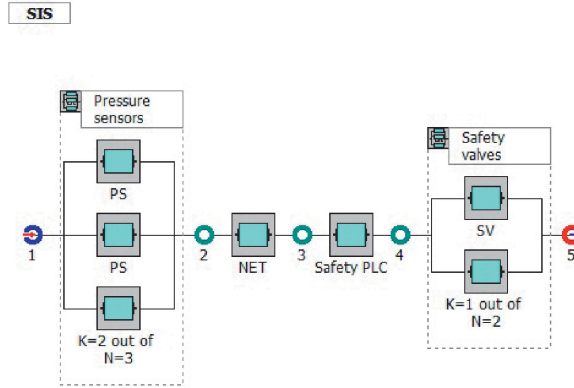 SIS
Pressure
sensors
PS
PS
K=2 out of
N=3
1
2
NET
3
Safety PLC
4
Safety
valves
SV
K=1 out of
N=2
5